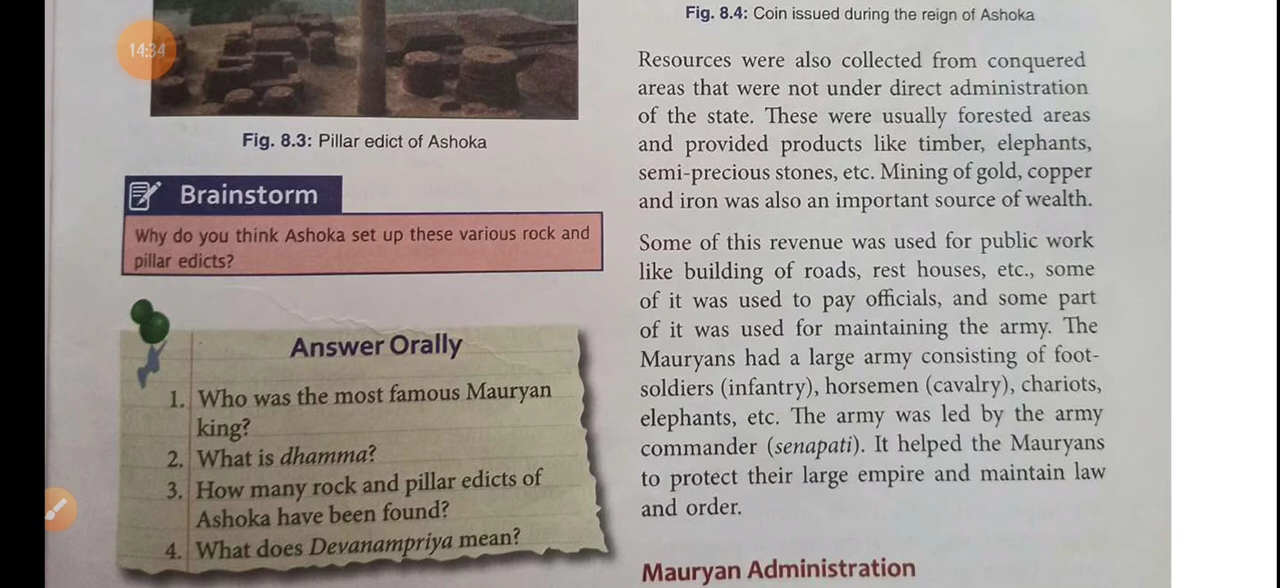 14:34
Fig. 8.3: Pillar edict of Ashoka
Brainstorm
Why do you think Ashoka set up these various rock and
pillar edicts?
Answer Orally
1. Who was the most famous Mauryan
king?
2. What is dhamma?
3. How many rock and pillar edicts of
Ashoka have been found?
4. What does Devanampriya mean?
Fig. 8.4: Coin issued during the reign of Ashoka
Resources were also collected from conquered
areas that were not under direct administration
of the state. These were usually forested areas
and provided products like timber, elephants,
semi-precious stones, etc. Mining of gold, copper
and iron was also an important source of wealth.
Some of this revenue was used for public work
like building of roads, rest houses, etc., some
of it was used to pay officials, and some part
of it was used for maintaining the army. The
Mauryans had a large army consisting of foot-
soldiers (infantry), horsemen (cavalry), chariots,
elephants, etc. The army was led by the army
commander (senapati). It helped the Mauryans
to protect their large empire and maintain law
and order.
Mauryan Administration